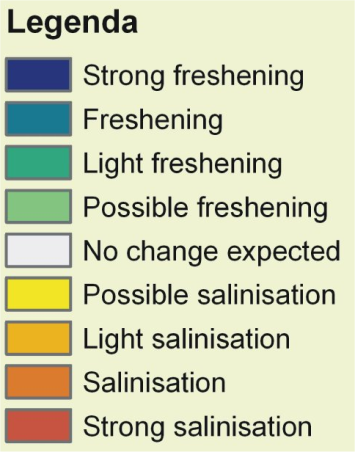 Legenda
Strong freshening
Freshening
Light freshening
Possible freshening
No change expected
Possible salinisation
Light salinisation
Salinisation
Strong salinisation